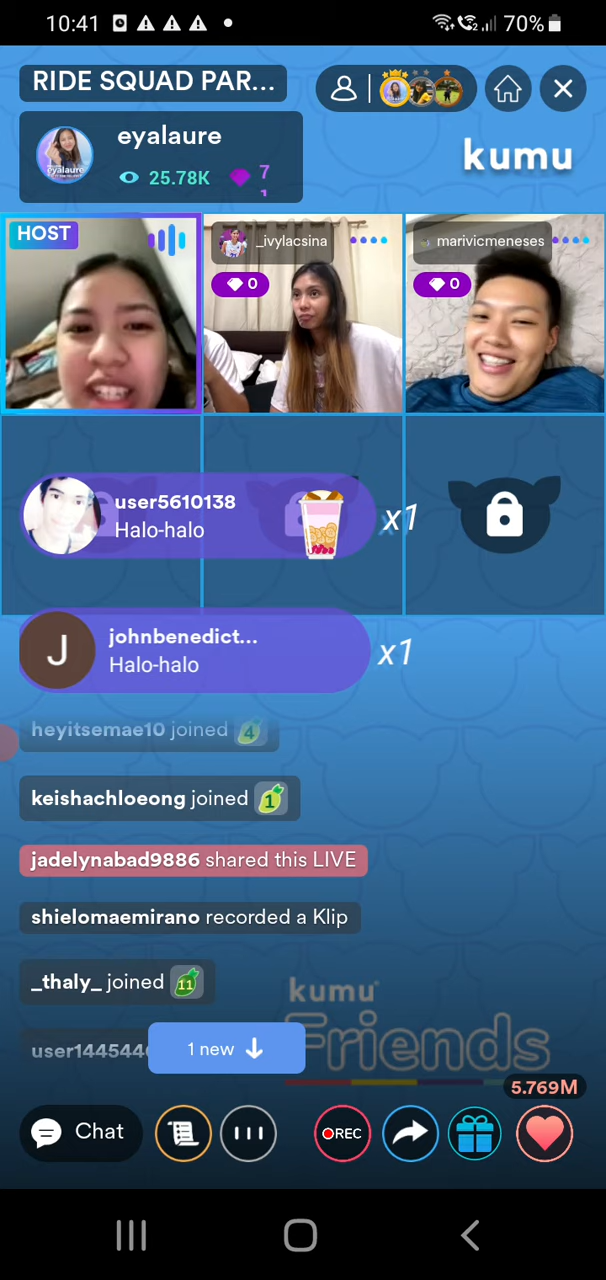 10:41
70%
RIDE SQUAD PAR...
eyalaure
25.78K
kumu
HOST
_ivylacsina
0
marivicmeneses
0
user5610138
Halo-halo
x1
J
johnbenedict...
Halo-halo
x1
heyitsemae10 joined 4
keishachloeong joined 1
jadelynabad9886 shared this LIVE
shielomaemirano recorded a Klip
_thaly_ joined 11
kumu
Friends
1 new
5.769M
Chat
REC